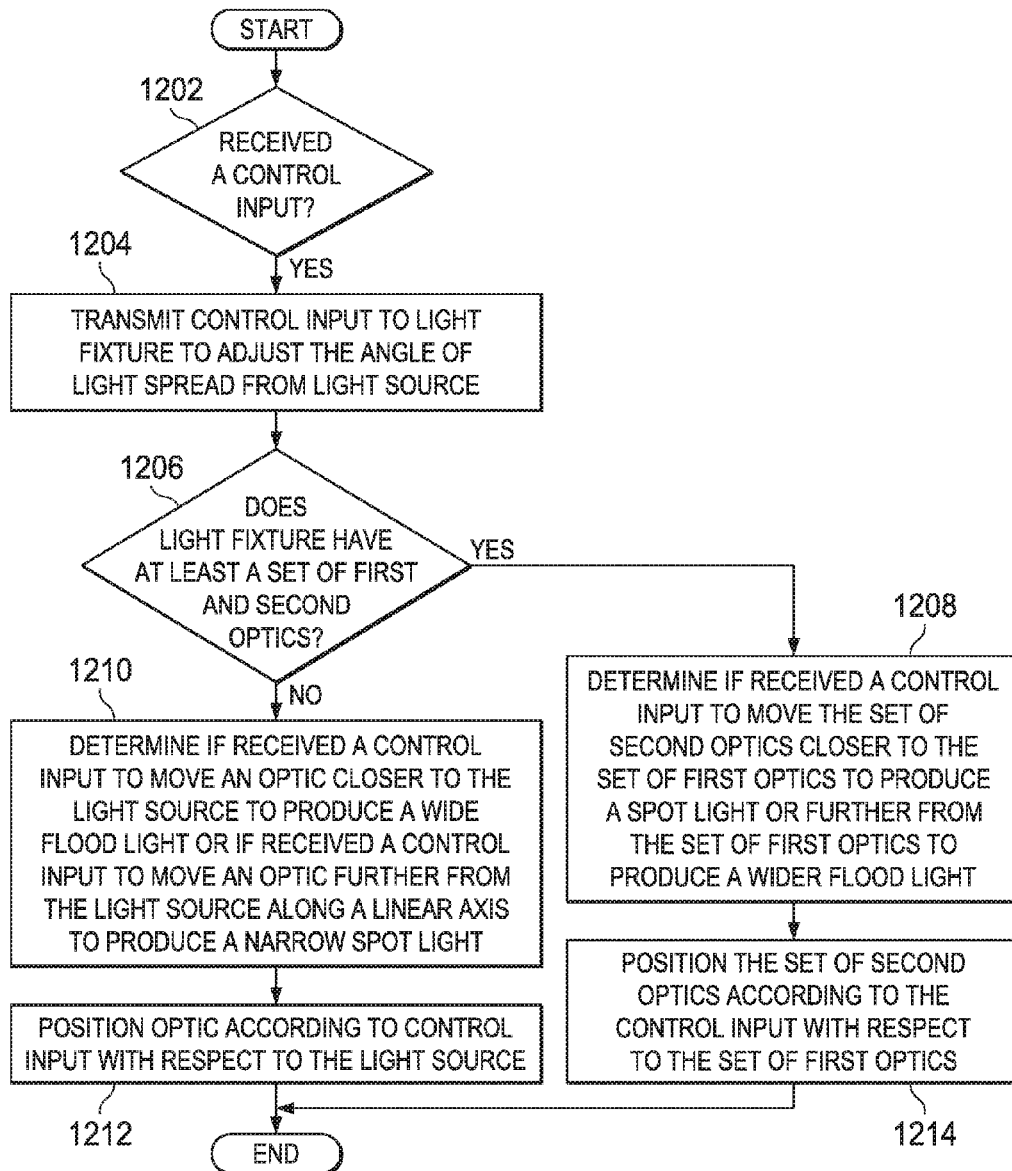 START
1202
RECEIVED
A CONTROL
INPUT?
YES
1204
TRANSMIT CONTROL INPUT TO LIGHT
FIXTURE TO ADJUST THE ANGLE OF
LIGHT SPREAD FROM LIGHT SOURCE
1206
DOES
LIGHT FIXTURE HAVE
AT LEAST A SET OF FIRST
AND SECOND
OPTICS?
YES
NO
1208
DETERMINE IF RECEIVED A CONTROL
INPUT TO MOVE THE SET OF
SECOND OPTICS CLOSER TO THE
SET OF FIRST OPTICS TO PRODUCE
A SPOT LIGHT OR FURTHER FROM
THE SET OF FIRST OPTICS TO
PRODUCE A WIDER FLOOD LIGHT
1210
DETERMINE IF RECEIVED A CONTROL
INPUT TO MOVE AN OPTIC CLOSER TO THE
LIGHT SOURCE TO PRODUCE A WIDE
FLOOD LIGHT OR IF RECEIVED A CONTROL
INPUT TO MOVE AN OPTIC FURTHER FROM
THE LIGHT SOURCE ALONG A LINEAR AXIS
TO PRODUCE A NARROW SPOT LIGHT
POSITION THE SET OF SECOND
OPTICS ACCORDING TO THE
CONTROL INPUT WITH RESPECT
TO THE SET OF FIRST OPTICS
1214
POSITION OPTIC ACCORDING TO CONTROL
INPUT WITH RESPECT TO THE LIGHT SOURCE
1212
END